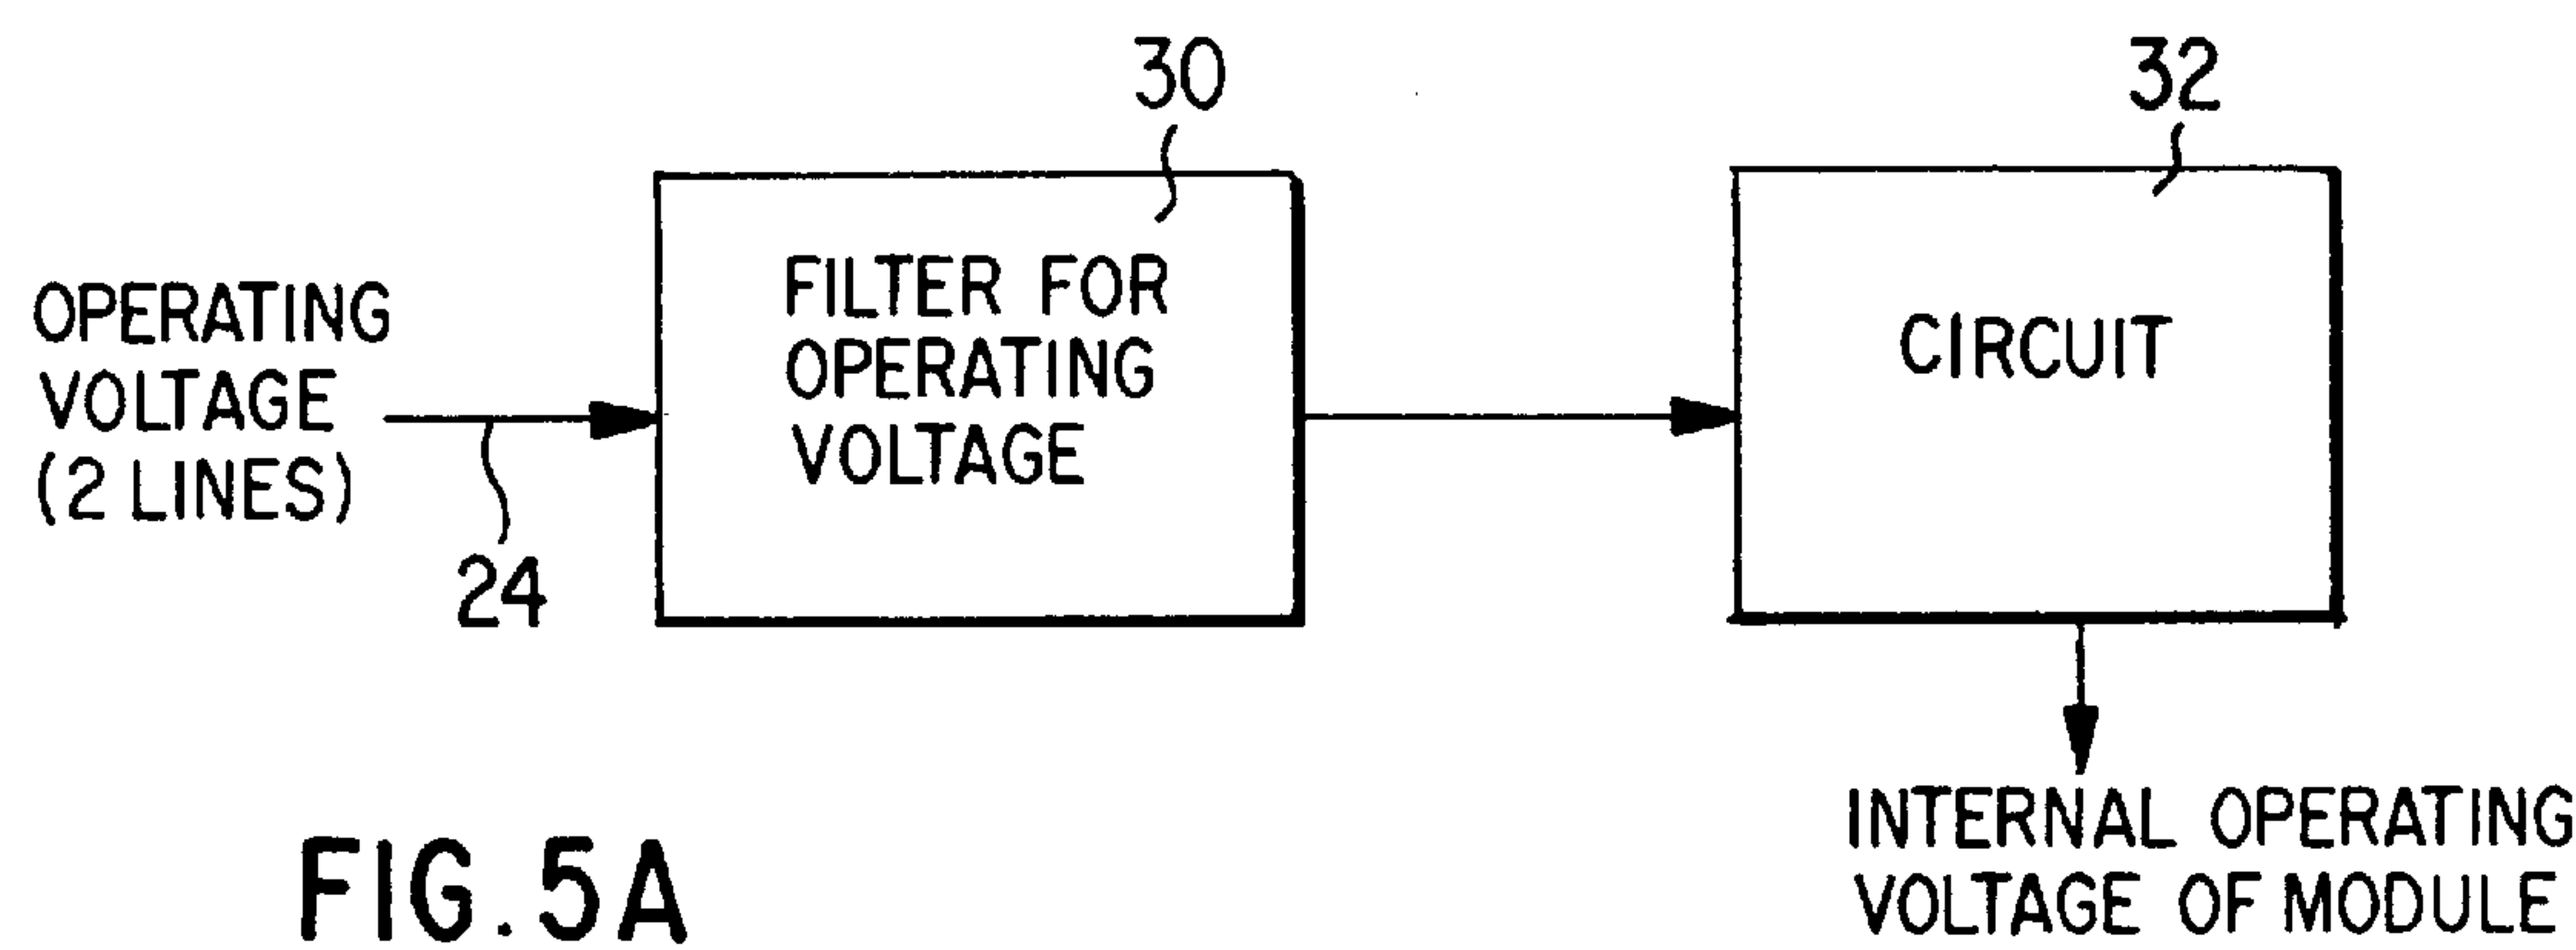 30
32
OPERATING
VOLTAGE
(2 LINES)
24
FILTER FOR
OPERATING
VOLTAGE
CIRCUIT
INTERNAL OPERATING
VOLTAGE OF MODULE
FIG. 5A